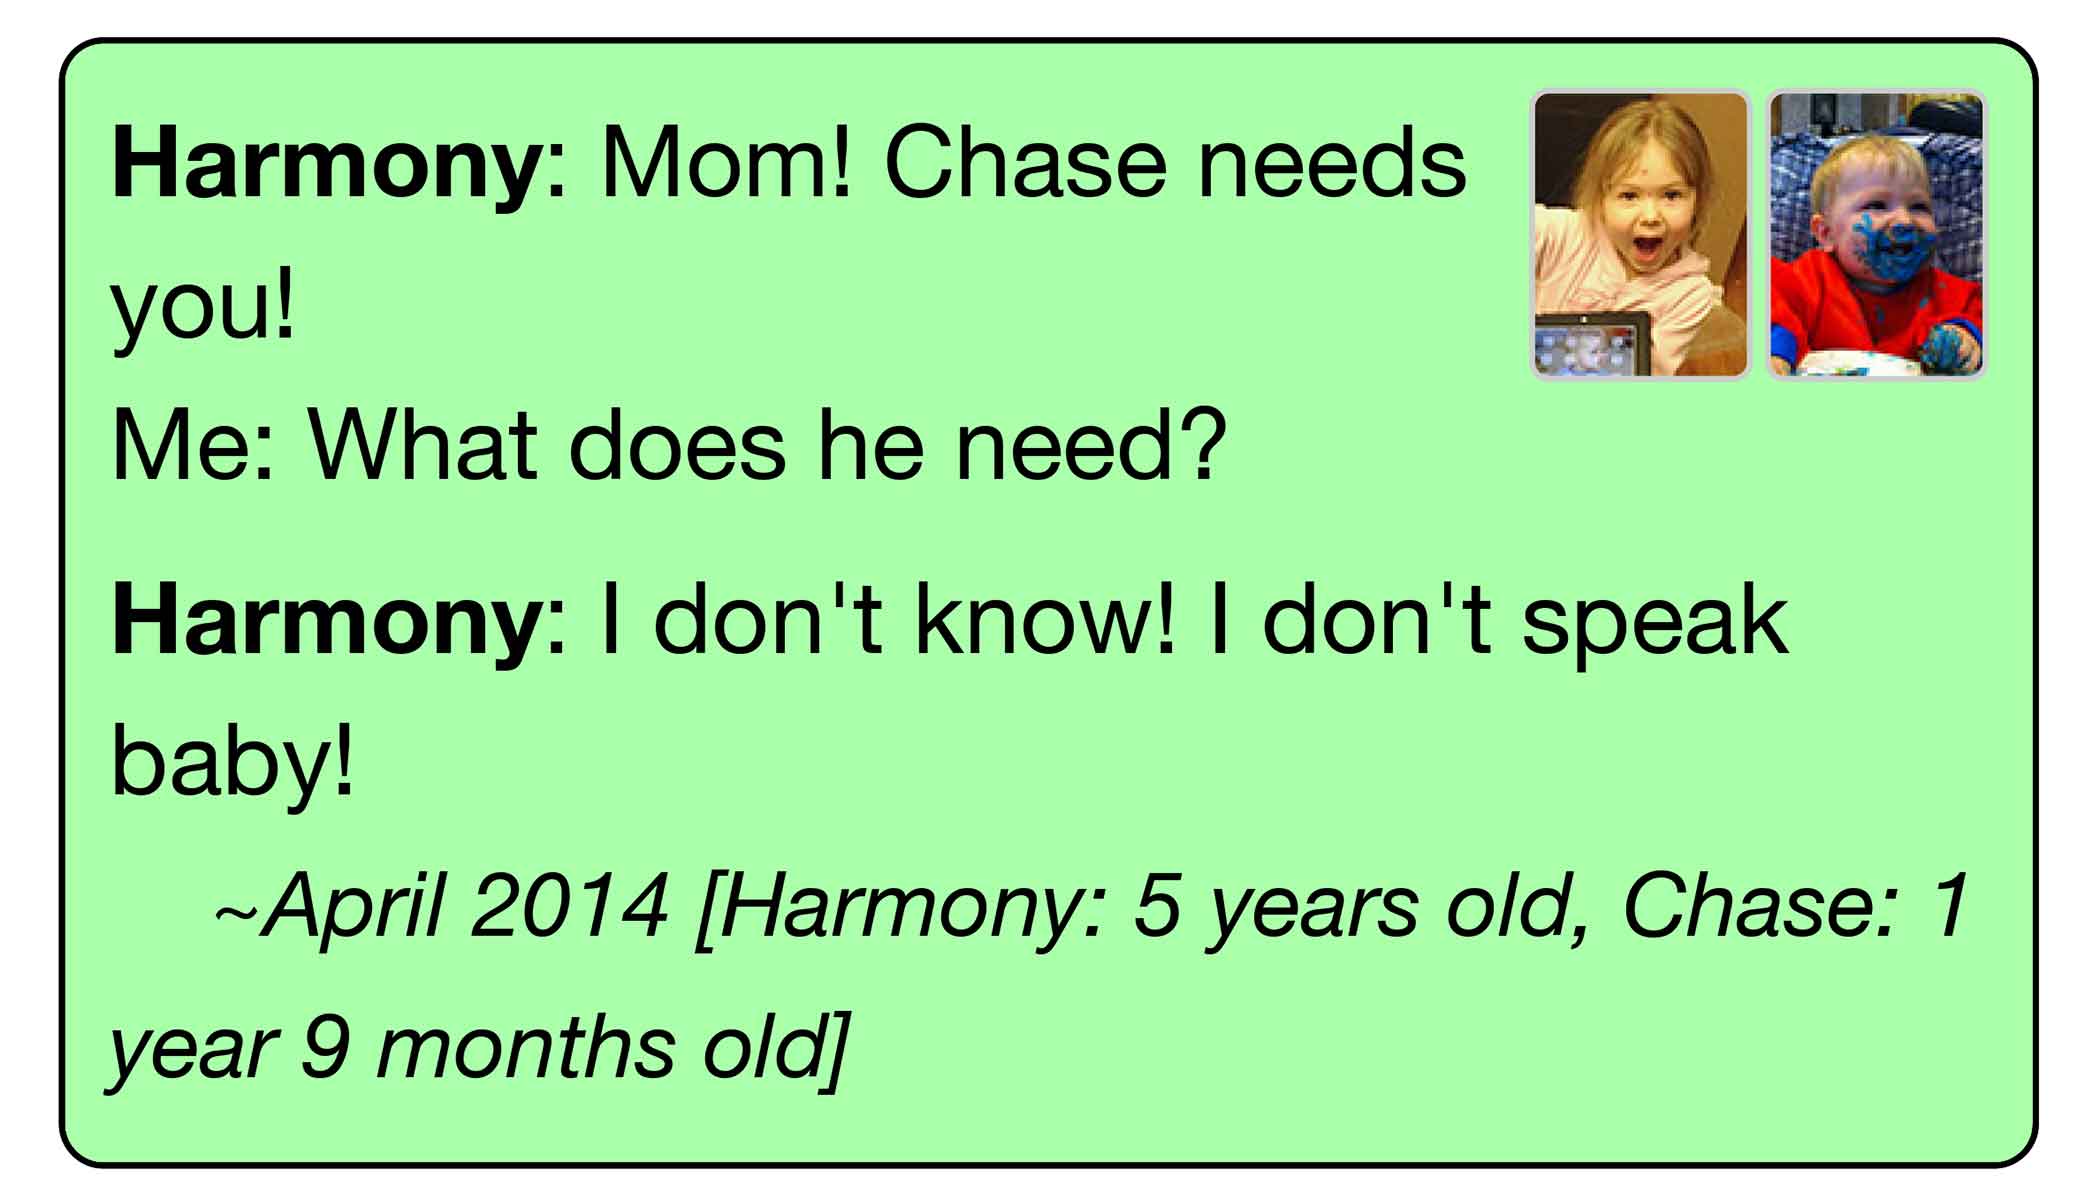 Harmony: Mom! Chase needs
you!
Me: What does he need?
Harmony: I don't know! I don't speak
baby!
~April 2014 [Harmony: 5 years old, Chase: 1
year 9 months old]